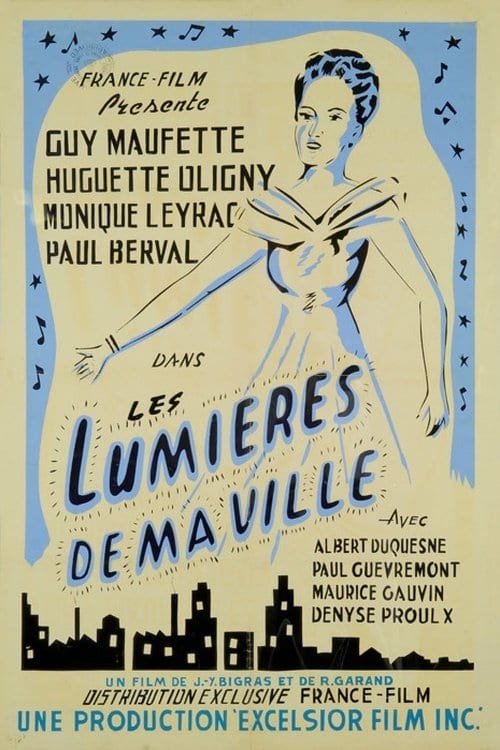 FRANCE-FILM
Presente
GUY MAUFETTE
HUGUETTE OLIGNY
MONIQUE LEYRAC
PAUL BERVAL
DANS
LES
LUMIERES
DE MA VILLE
AVEC
ALBERT DUQUESNE
PAUL GUEVREMONT
MAURICE GAUVIN
DENYSE PROULX
UN FILM DE J.-Y. BIGRAS ET DE R. GARAND
DISTRIBUTION EXCLUSIVE FRANCE-FILM
UNE PRODUCTION 'EXCELSIOR FILM INC.'